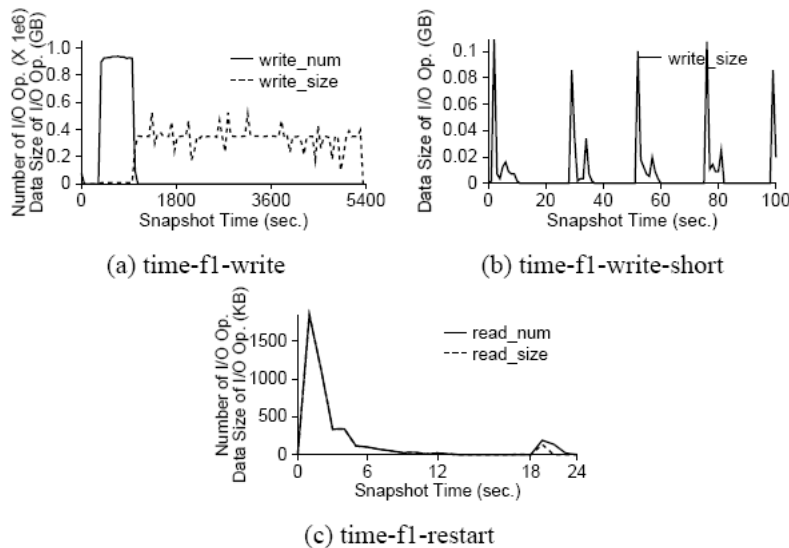 Number of I/O Op. (X 1e6)
Data Size of I/O Op. (GB)
1.0
0.8
0.6
0.4
0.2
0
write_num
write_size
0
1800
3600
5400
Snapshot Time (sec.)
(a) time-f1-write
Data Size of I/O Op. (GB)
0.1
0.08
0.06
0.04
0.02
0
write_size
0
20
40
60
80
100
Snapshot Time (sec.)
(b) time-f1-write-short
Number of I/O Op.
Data Size of I/O Op. (KB)
1500
1000
500
0
read_num
read_size
0
6
12
18
24
Snapshot Time (sec.)
(c) time-f1-restart